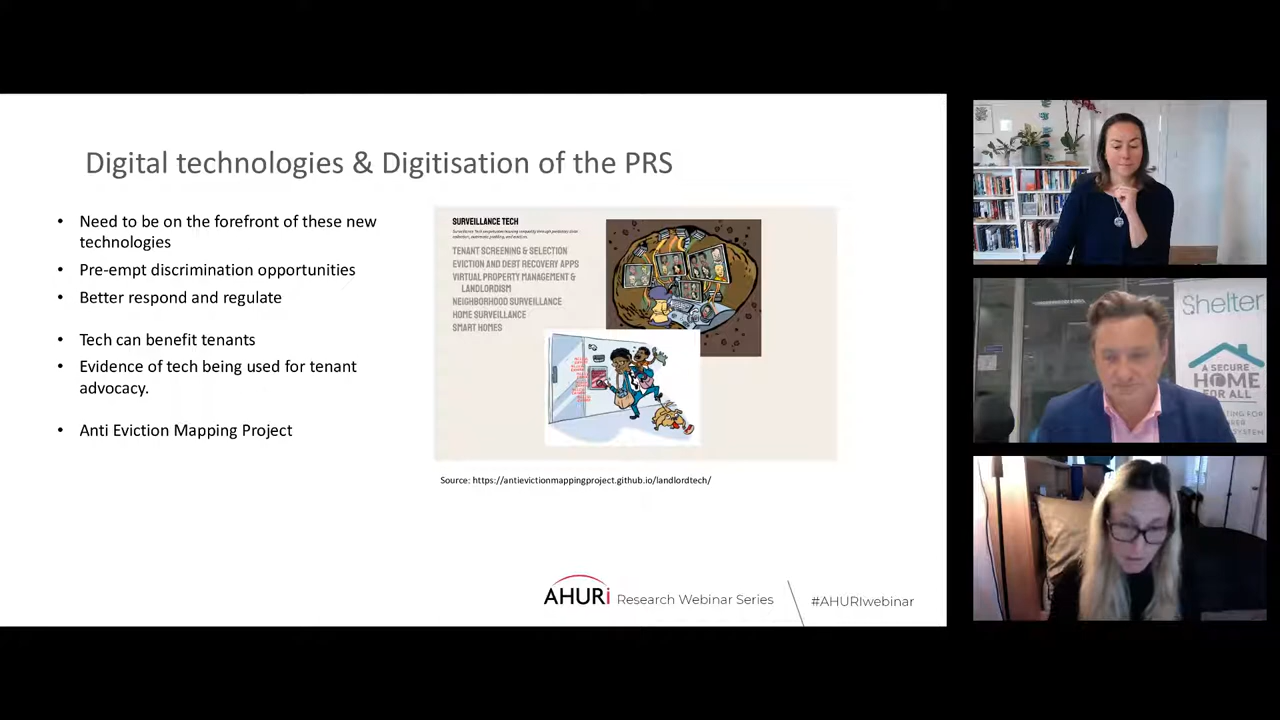 Digital technologies & Digitisation of the PRS
• Need to be on the forefront of these new
technologies
• Pre-empt discrimination opportunities
• Better respond and regulate
• Tech can benefit tenants
• Evidence of tech being used for tenant
advocacy.
• Anti Eviction Mapping Project
SURVEILLANCE TECH
TENANT SCREENING & SELECTION
EVICTION AND DEBT RECOVERY APPS
VIRTUAL PROPERTY MANAGEMENT &
LANDLORDISM
NEIGHBORHOOD SURVEILLANCE
HOME SURVEILLANCE
SMART HOMES
Source: https://antievictionmappingproject.github.io/landlordtech/
AHURI Research Webinar Series
#AHURIwebinar
Shelter
A SECURE
HOME
FOR ALL